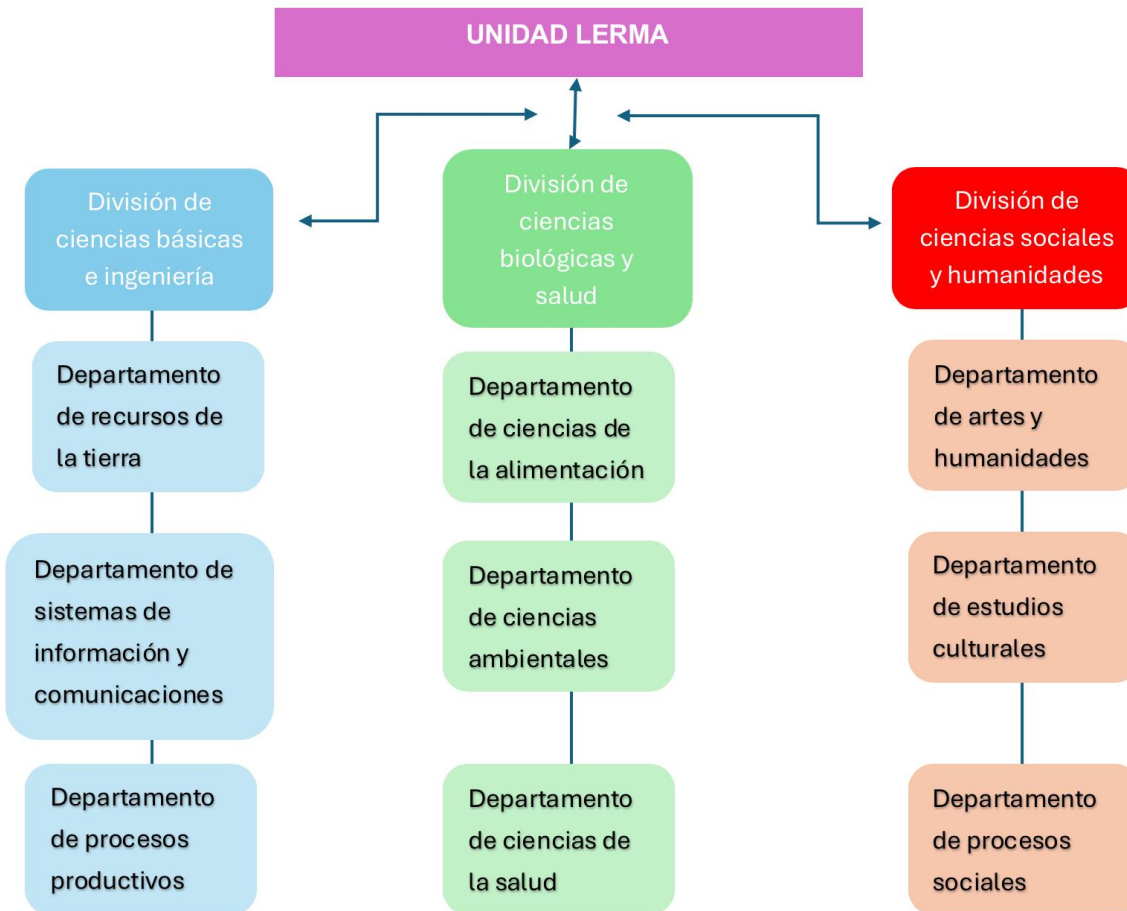 UNIDAD LERMA
División de
ciencias básicas
e ingeniería
Departamento
de recursos de
la tierra
Departamento de
sistemas de
información y
comunicaciones
Departamento
de procesos
productivos
División de
ciencias
biológicas y
salud
Departamento
de ciencias de
la alimentación
Departamento
de ciencias
ambientales
Departamento
de ciencias de
la salud
División de
ciencias sociales
y humanidades
Departamento
de artes y
humanidades
Departamento
de estudios
culturales
Departamento
de procesos
sociales